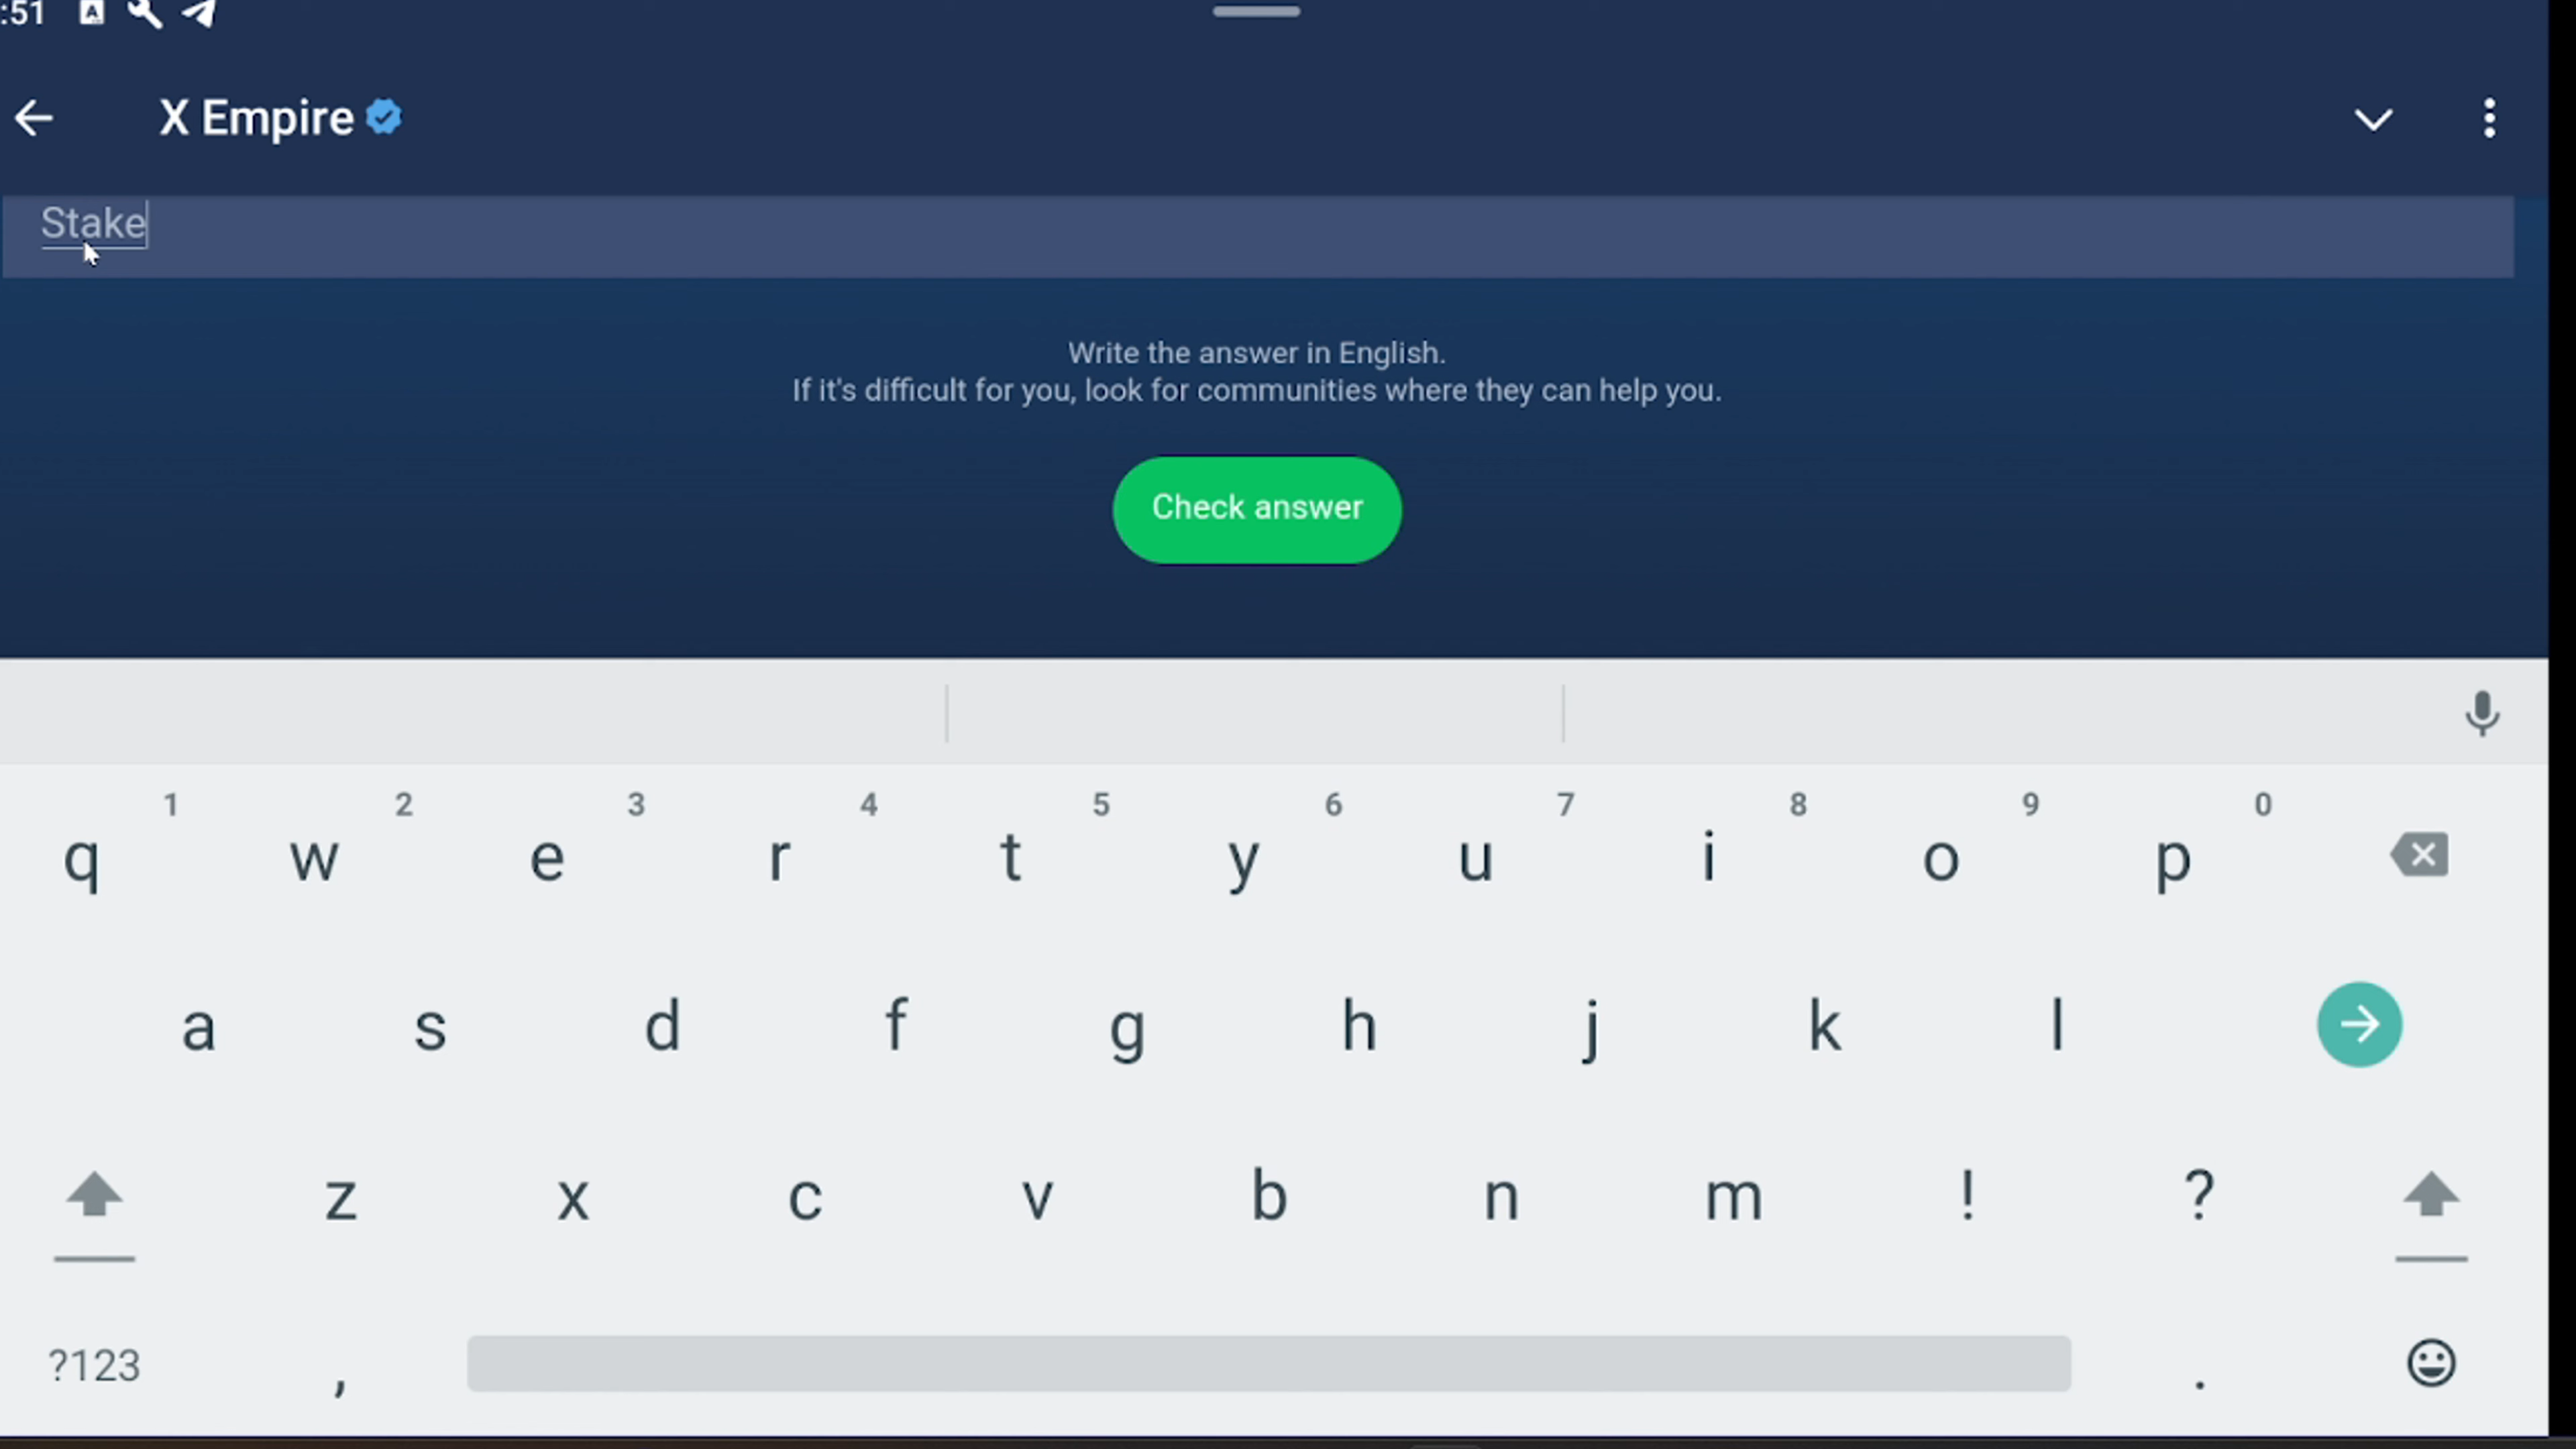 :51
X Empire
Stake
Write the answer in English.
If it's difficult for you, look for communities where they can help you.
Check answer
1 2 3 4 5 6 7 8 9 0
q w e r t y u i o p
a s d f g h j k l
z x c v b n m ! ?
?123 , .